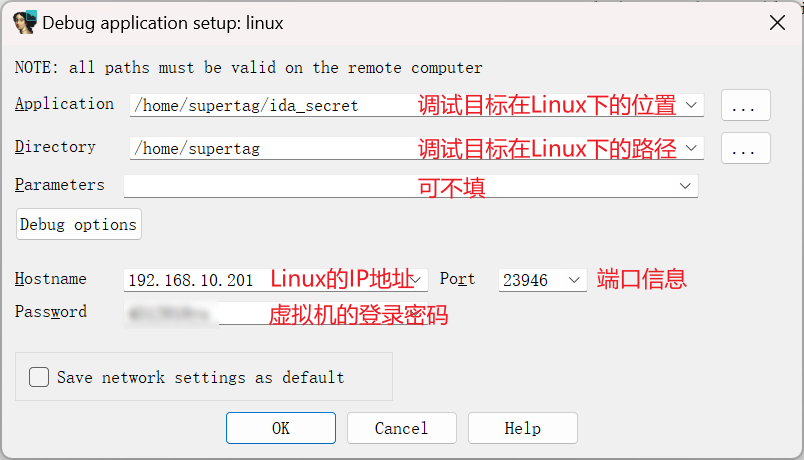 Debug application setup: linux
NOTE: all paths must be valid on the remote computer
Application /home/supertag/ida_secret 调试目标在Linux下的位置 ...
Directory /home/supertag 调试目标在Linux下的路径 ...
Parameters 可不填
Debug options
Hostname 192.168.10.201 Linux的IP地址 Port 23946 端口信息
Password 虚拟机的登录密码
Save network settings as default
OK Cancel Help